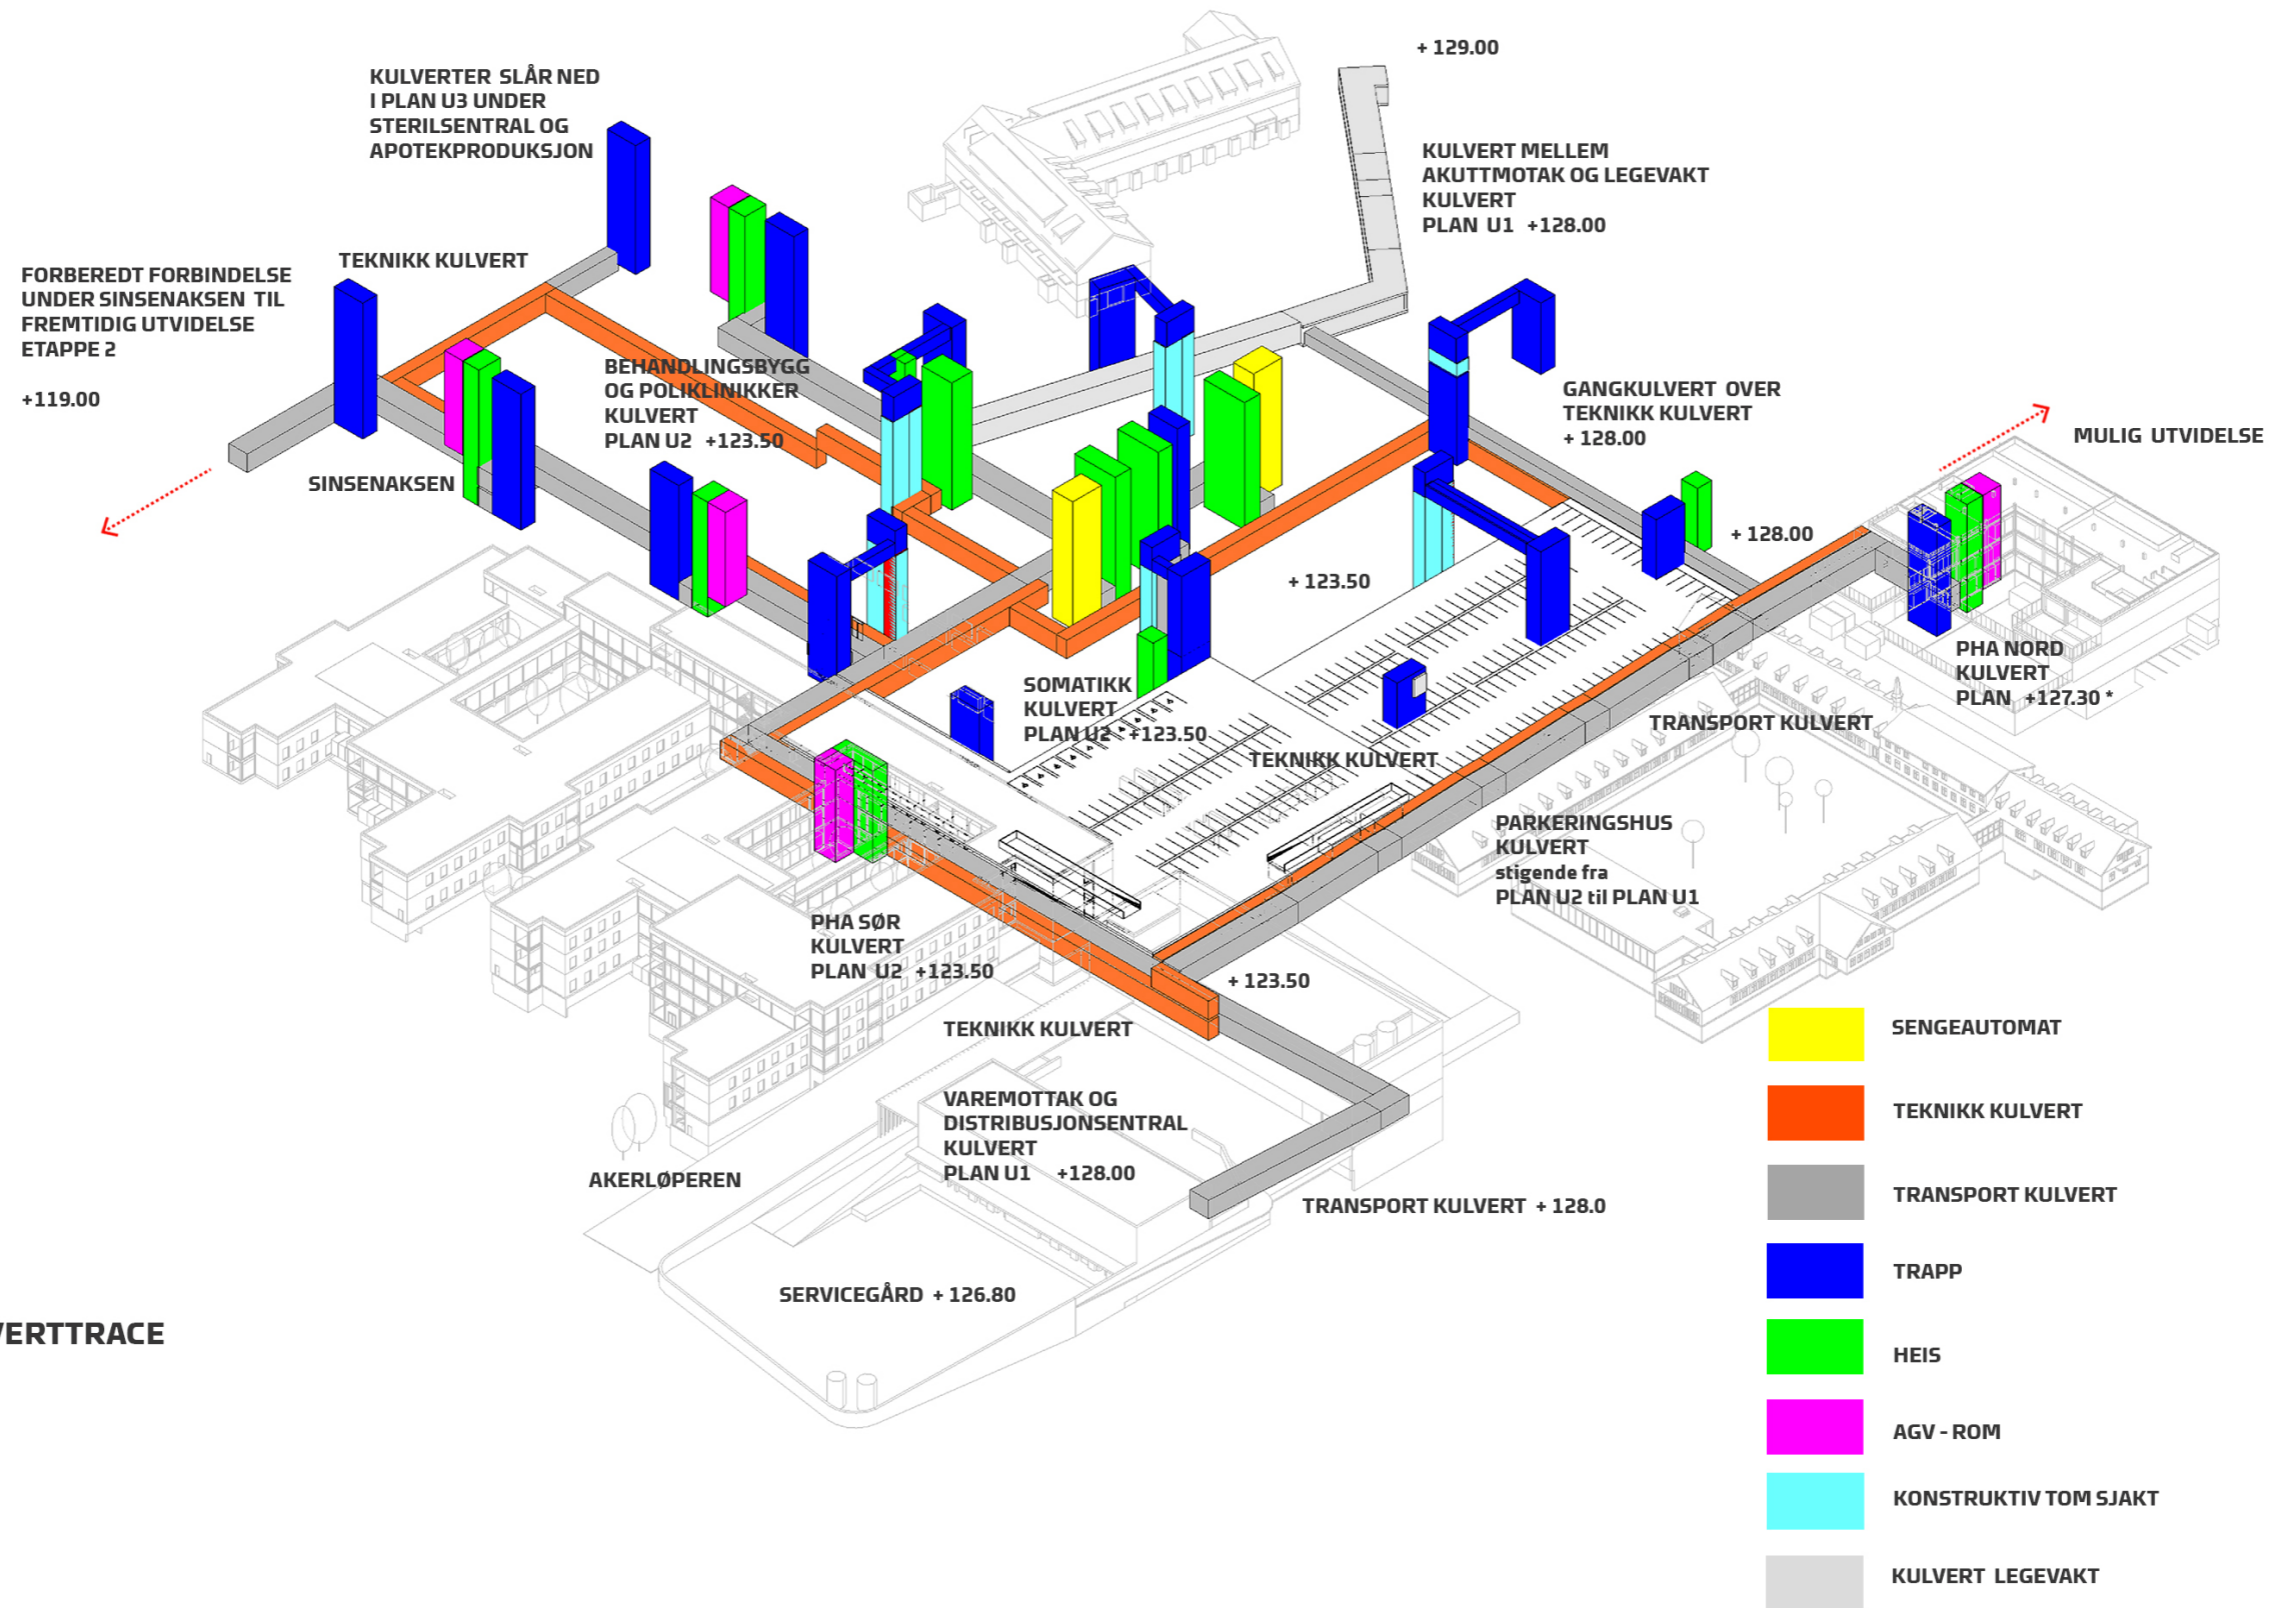 + 129.00
KULVERTER SLÅR NED
I PLAN U3 UNDER
STERILSENTRAL OG
APOTEKPRODUKSJON
KULVERT MELLEM
AKUTTMOTAK OG LEGEVAKT
KULVERT
PLAN U1 +128.00
TEKNIKK KULVERT
FORBEREDT FORBINDELSE
UNDER SINSENAKSEN TIL
FREMTIDIG UTVIDELSE
ETAPPE 2
+119.00
BEHANDLINGSBYGG
OG POLIKLINIKKER
KULVERT
PLAN U2 +123.50
GANGKULVERT OVER
TEKNIKK KULVERT
+ 128.00
MULIG UTVIDELSE
SINSENAKSEN
+ 128.00
+ 123.50
PHA NORD
KULVERT
PLAN +127.30 *
SOMATIKK
KULVERT
PLAN U2 +123.50
TRANSPORT KULVERT
TEKNIKK KULVERT
PARKERINGSHUS
KULVERT
stigende fra
PLAN U2 til PLAN U1
PHA SØR
KULVERT
PLAN U2 +123.50
+ 123.50
TEKNIKK KULVERT
VAREMOTTAK OG
DISTRIBUSJONSENTRAL
KULVERT
PLAN U1 +128.00
AKERLØPEREN
TRANSPORT KULVERT + 128.0
SERVICEGÅRD + 126.80
VERTTRACE
SENGEAUTOMAT
TEKNIKK KULVERT
TRANSPORT KULVERT
TRAPP
HEIS
AGV - ROM
KONSTRUKTIV TOM SJAKT
KULVERT LEGEVAKT